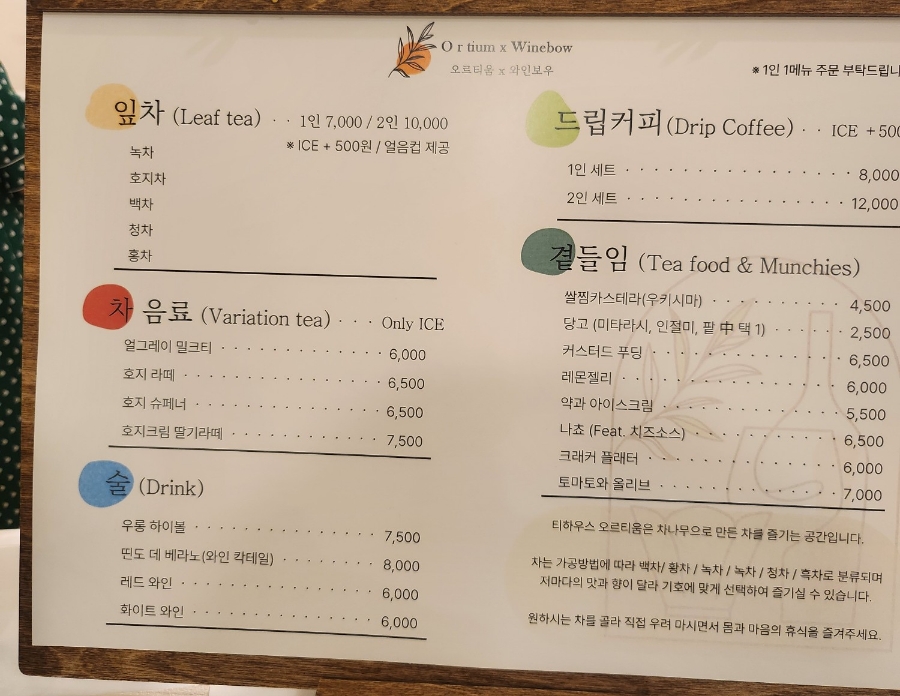 Ortium x Winebow
오르티움 x 와인보우
※ 1인 1메뉴 주문 부탁드립니
잎차 (Leaf tea) · · 1인 7,000 / 2인 10,000
※ ICE + 500원 / 얼음컵 제공
녹차
호지차
백차
청차
홍차
차 음료 (Variation tea) · · · Only ICE
얼그레이 밀크티 6,000
호지 라떼 6,500
호지 슈페너 6,500
호지크림 딸기라떼 7,500
술 (Drink)
우롱 하이볼 7,500
띤도 데 베라노(와인 칵테일) 8,000
레드 와인 6,000
화이트 와인 6,000
드립커피(Drip Coffee) · · ICE +500
1인 세트 8,000
2인 세트 12,000
곁들임 (Tea food & Munchies)
쌀찜카스테라(우키시마) 4,500
당고 (미타라시, 인절미, 팥 中 택 1) 2,500
커스터드 푸딩 6,500
레몬젤리 6,000
약과 아이스크림 5,500
나쵸 (Feat. 치즈소스) 6,500
크래커 플래터 6,000
토마토와 올리브 7,000
티하우스 오르티움은 차나무으로 만든 차를 즐기는 공간입니다.
차는 가공방법에 따라 백차/ 황차 / 녹차 / 녹차 / 청차 / 흑차로 분류되며
저마다의 맛과 향이 달라 기호에 맞게 선택하여 즐기실 수 있습니다.
원하시는 차를 골라 직접 우려 마시면서 몸과 마음의 휴식을 즐겨주세요.